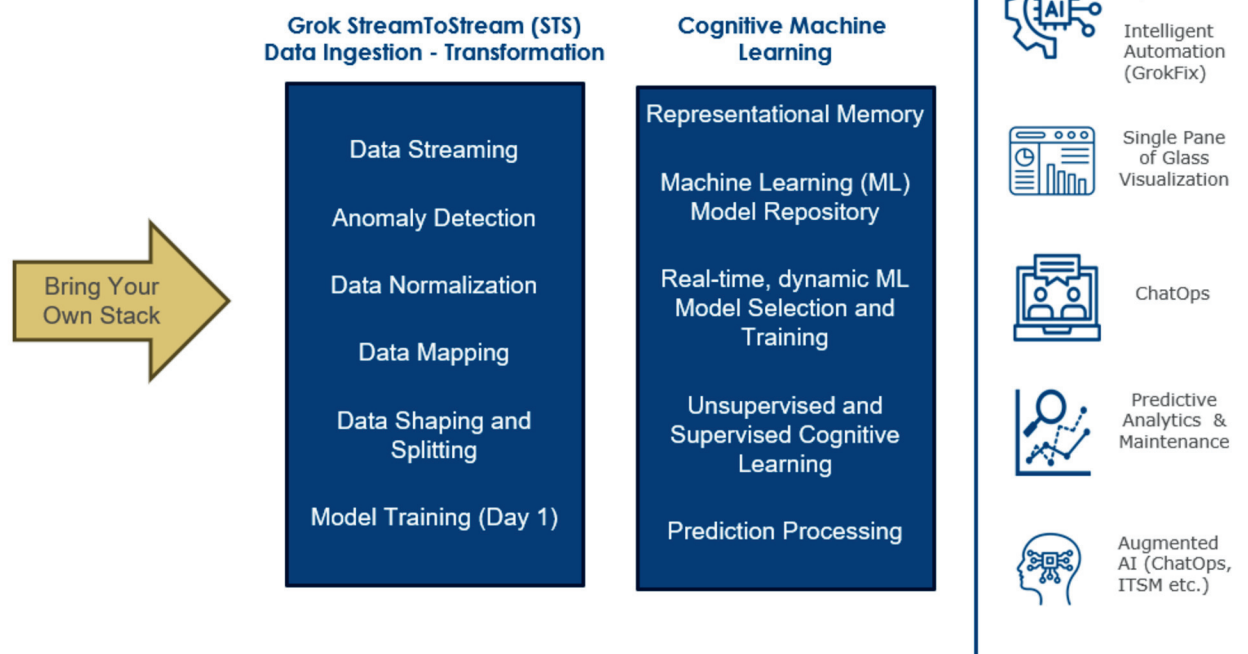 Grok StreamToStream (STS)
Data Ingestion - Transformation
Cognitive Machine
Learning
Bring Your
Own Stack
Data Streaming
Anomaly Detection
Data Normalization
Data Mapping
Data Shaping and
Splitting
Model Training (Day 1)
Representational Memory
Machine Learning (ML)
Model Repository
Real-time, dynamic ML
Model Selection and
Training
Unsupervised and
Supervised Cognitive
Learning
Prediction Processing
AI
Intelligent
Automation
(GrokFix)
Single Pane
of Glass
Visualization
ChatOps
Predictive
Analytics &
Maintenance
Augmented
AI (ChatOps,
ITSM etc.)